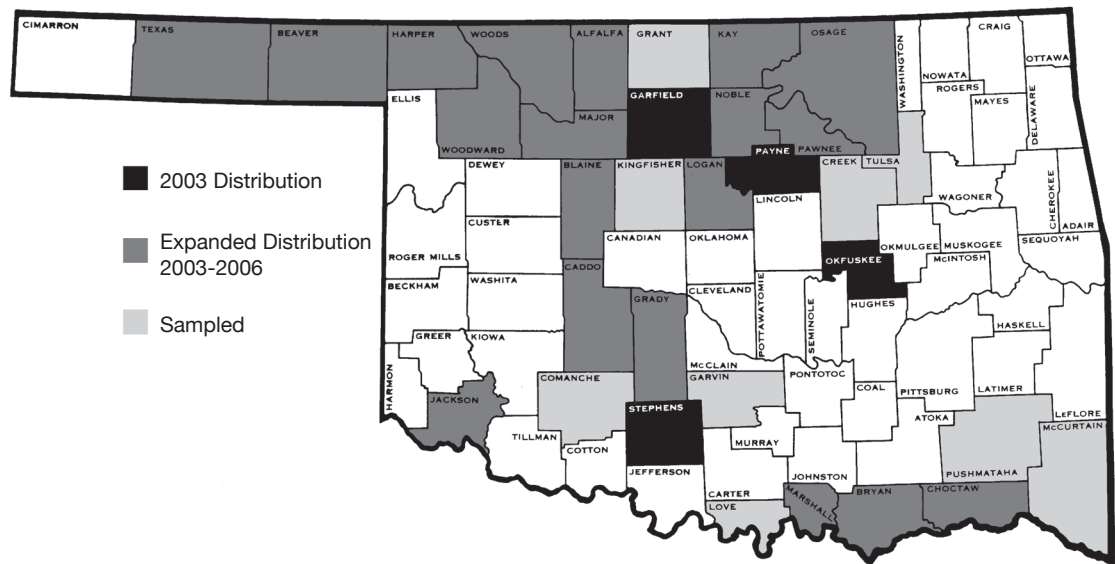 CIMARRON
TEXAS
BEAVER
HARPER
WOODS
ALFALFA
GRANT
KAY
OSAGE
WASHINGTON
CRAIG
OTTAWA
NOWATA
ROGERS
MAYES
DELAWARE
ELLIS
WOODWARD
MAJOR
GARFIELD
NOBLE
PAYNE
PAWNEE
DEWEY
BLAINE
KINGFISHER
LOGAN
CREEK
TULSA
LINCOLN
WAGONER
CHEROKEE
ADAIR
2003 Distribution
Expanded Distribution
2003-2006
Sampled
CUSTER
ROGER MILLS
CANADIAN
OKLAHOMA
OKFUSKEE
OKMULGEE
MUSKOGEE
McINTOSH
SEQUOYAH
BECKHAM
WASHITA
CADDO
GRADY
CLEVELAND
POTTAWATOMIE
SEMINOLE
HUGHES
HASKELL
GREER
KIOWA
McCLAIN
HARMON
JACKSON
COMANCHE
GARVIN
PONTOTOC
COAL
PITTSBURG
LATIMER
LEFLORE
STEPHENS
ATOKA
McCURTAIN
TILLMAN
COTTON
MURRAY
JEFFERSON
JOHNSTON
PUSHMATAHA
CARTER
LOVE
MARSHALL
BRYAN
CHOCTAW